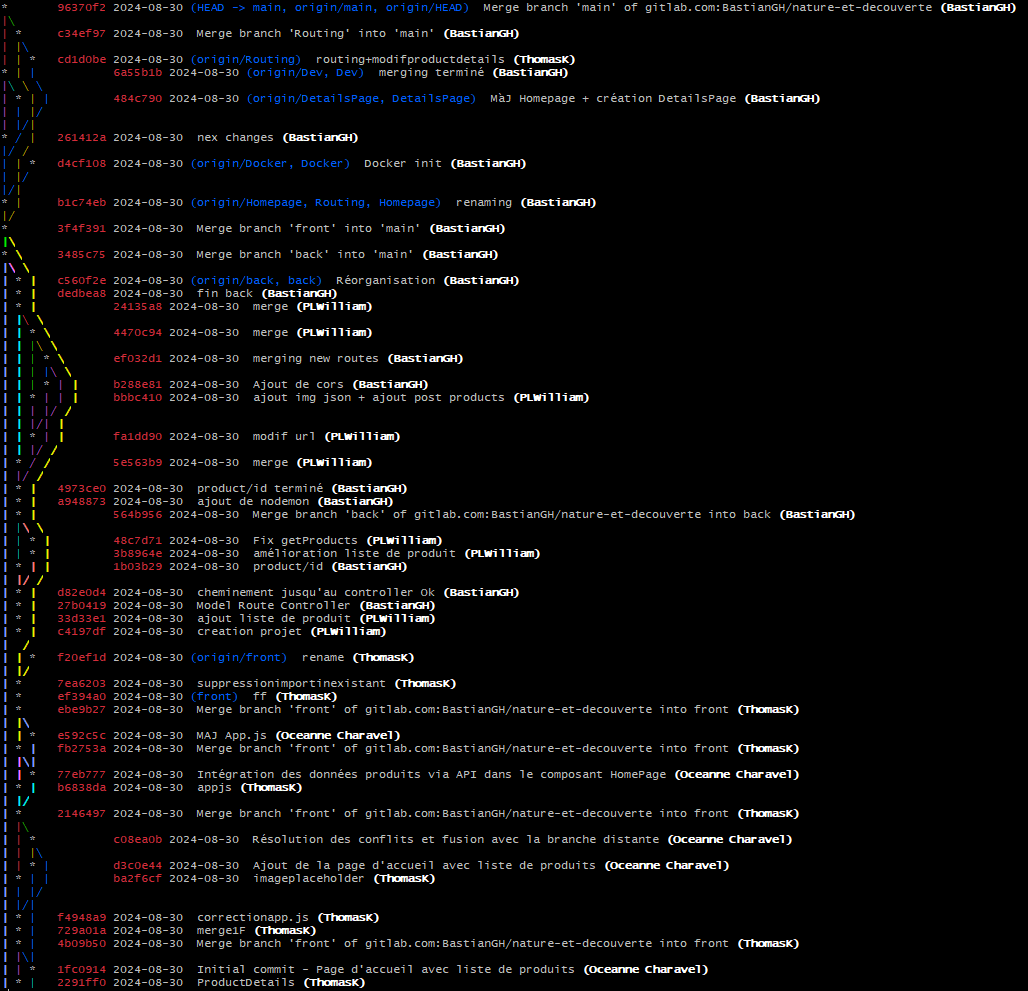 * 96370f2 2024-08-30 (HEAD -> main, origin/main, origin/HEAD) Merge branch 'main' of gitlab.com:BastianGH/nature-et-decouverte (BastianGH)
|\
| * c34ef97 2024-08-30 Merge branch 'Routing' into 'main' (BastianGH)
| |\
| | * cd1d0be 2024-08-30 (origin/Routing) routing+modifproductdetails (ThomasK)
* | | 6a55b1b 2024-08-30 (origin/Dev, Dev) merging terminé (BastianGH)
|\ \ \
| * | | 484c790 2024-08-30 (origin/DetailsPage, DetailsPage) MàJ Homepage + création DetailsPage (BastianGH)
| | |/
| |/|
* / | 261412a 2024-08-30 nex changes (BastianGH)
|/ /
| | * d4cf108 2024-08-30 (origin/Docker, Docker) Docker init (BastianGH)
| |/
|/|
* | b1c74eb 2024-08-30 (origin/Homepage, Routing, Homepage) renaming (BastianGH)
|/
* 3f4f391 2024-08-30 Merge branch 'front' into 'main' (BastianGH)
|\
* \ 3485c75 2024-08-30 Merge branch 'back' into 'main' (BastianGH)
|\ \
| * | c560f2e 2024-08-30 (origin/back, back) Réorganisation (BastianGH)
| * | dedbea8 2024-08-30 fin back (BastianGH)
| * | 24135a8 2024-08-30 merge (PLWilliam)
| |\ \
| | * \ 4470c94 2024-08-30 merge (PLWilliam)
| | |\ \
| | | * \ ef032d1 2024-08-30 merging new routes (BastianGH)
| | | |\ \
| | | * | | b288e81 2024-08-30 Ajout de cors (BastianGH)
| | * | | | bbbc410 2024-08-30 ajout img json + ajout post products (PLWilliam)
| | | |/ /
| | |/| |
| | * | | fa1dd90 2024-08-30 modif url (PLWilliam)
| | |/ /
| * / / 5e563b9 2024-08-30 merge (PLWilliam)
| |/ /
| * | 4973ce0 2024-08-30 product/id terminé (BastianGH)
| * | a948873 2024-08-30 ajout de nodemon (BastianGH)
| * | 564b956 2024-08-30 Merge branch 'back' of gitlab.com:BastianGH/nature-et-decouverte into back (BastianGH)
| |\ \
| | * | 48c7d71 2024-08-30 Fix getProducts (PLWilliam)
| | * | 3b8964e 2024-08-30 amélioration liste de produit (PLWilliam)
| * | | 1b03b29 2024-08-30 product/id (BastianGH)
| |/ /
| * | d82e0d4 2024-08-30 cheminement jusqu'au controller Ok (BastianGH)
| * | 27b0419 2024-08-30 Model Route Controller (BastianGH)
| * | 33d33e1 2024-08-30 ajout liste de produit (PLWilliam)
| * | c4197df 2024-08-30 creation projet (PLWilliam)
|  /
| | * f20ef1d 2024-08-30 (origin/front) rename (ThomasK)
| |/
| * 7ea6203 2024-08-30 suppressionimportinexistant (ThomasK)
| * ef394a0 2024-08-30 (front) ff (ThomasK)
| * ebe9b27 2024-08-30 Merge branch 'front' of gitlab.com:BastianGH/nature-et-decouverte into front (ThomasK)
| |\
| | * e592c5c 2024-08-30 MAJ App.js (Oceanne Charavel)
| * | fb2753a 2024-08-30 Merge branch 'front' of gitlab.com:BastianGH/nature-et-decouverte into front (ThomasK)
| |\|
| | * 77eb777 2024-08-30 Intégration des données produits via API dans le composant HomePage (Oceanne Charavel)
| * | b6838da 2024-08-30 appjs (ThomasK)
| |/
| * 2146497 2024-08-30 Merge branch 'front' of gitlab.com:BastianGH/nature-et-decouverte into front (ThomasK)
| |\
| | * c08ea0b 2024-08-30 Résolution des conflits et fusion avec la branche distante (Oceanne Charavel)
| | |\
| | * | d3c0e44 2024-08-30 Ajout de la page d'accueil avec liste de produits (Oceanne Charavel)
| * | | ba2f6cf 2024-08-30 imageplaceholder (ThomasK)
| | |/
| |/|
| * | f4948a9 2024-08-30 correctionapp.js (ThomasK)
| * | 729a01a 2024-08-30 merge1F (ThomasK)
| * | 4b09b50 2024-08-30 Merge branch 'front' of gitlab.com:BastianGH/nature-et-decouverte into front (ThomasK)
| |\|
| | * 1fc0914 2024-08-30 Initial commit - Page d'accueil avec liste de produits (Oceanne Charavel)
| * | 2291ff0 2024-08-30 ProductDetails (ThomasK)